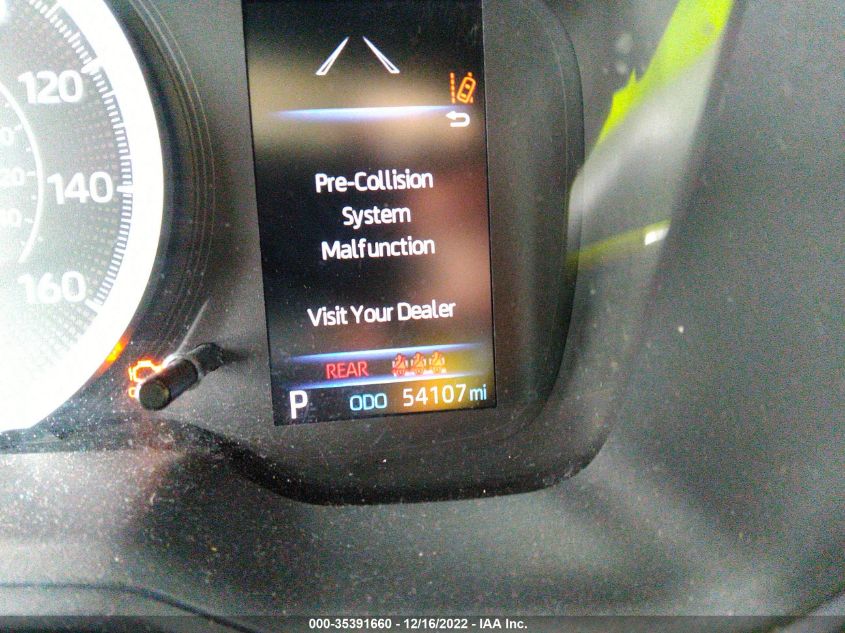 120
140
160
Pre-Collision
System
Malfunction
Visit Your Dealer
REAR
P ODO 54107 mi
000-35391660 - 12/16/2022 - IAA Inc.